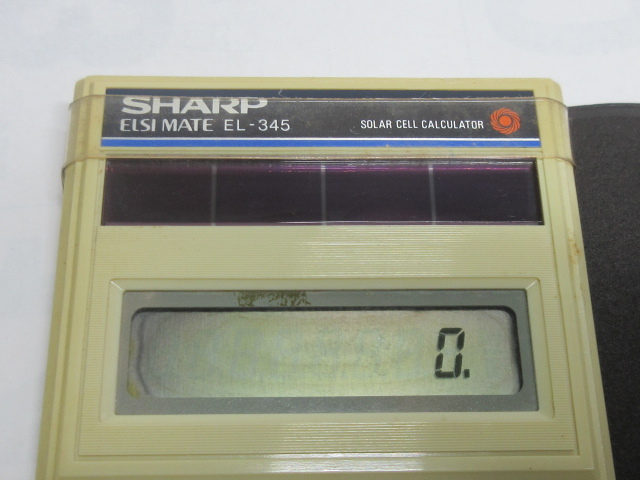 SHARP
ELSI MATE EL-345
SOLAR CELL CALCULATOR
0.